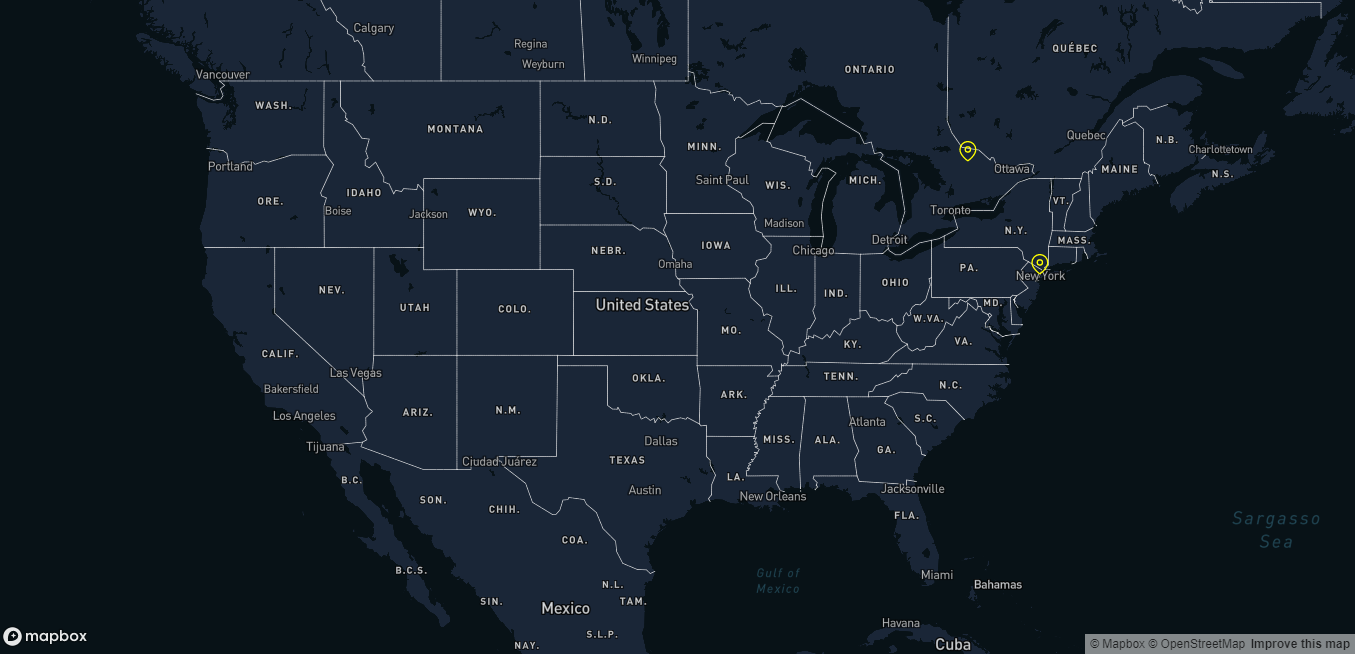 Calgary
Regina
QUÉBEC
Weyburn
Winnipeg
ONTARIO
Vancouver
WASH.
MONTANA
N.D.
Quebec
N.B.
MINN.
Charlottetown
Portland
Ottawa
MAINE
N.S.
IDAHO
S.D.
Saint Paul
WIS.
MICH.
ORE.
Boise
Jackson
WYO.
Toronto
VT.
Madison
N.Y.
MASS.
NEBR.
IOWA
Chicago
Detroit
Omaha
PA.
New York
NEV.
UTAH
COLO.
United States
ILL.
IND.
OHIO
MD.
W.VA.
MO.
KY.
VA.
CALIF.
Las Vegas
OKLA.
TENN.
N.C.
Bakersfield
ARK.
Los Angeles
ARIZ.
N.M.
Atlanta
S.C.
Tijuana
Dallas
MISS.
ALA.
GA.
Ciudad Juárez
TEXAS
B.C.
LA.
Austin
New Orleans
Jacksonville
SON.
CHIH.
FLA.
Sargasso
Sea
COA.
B.C.S.
Gulf of
Mexico
Miami
Bahamas
N.L.
SIN.
Mexico
TAM.
Havana
S.L.P.
NAY.
Cuba
mapbox
© Mapbox © OpenStreetMap Improve this map